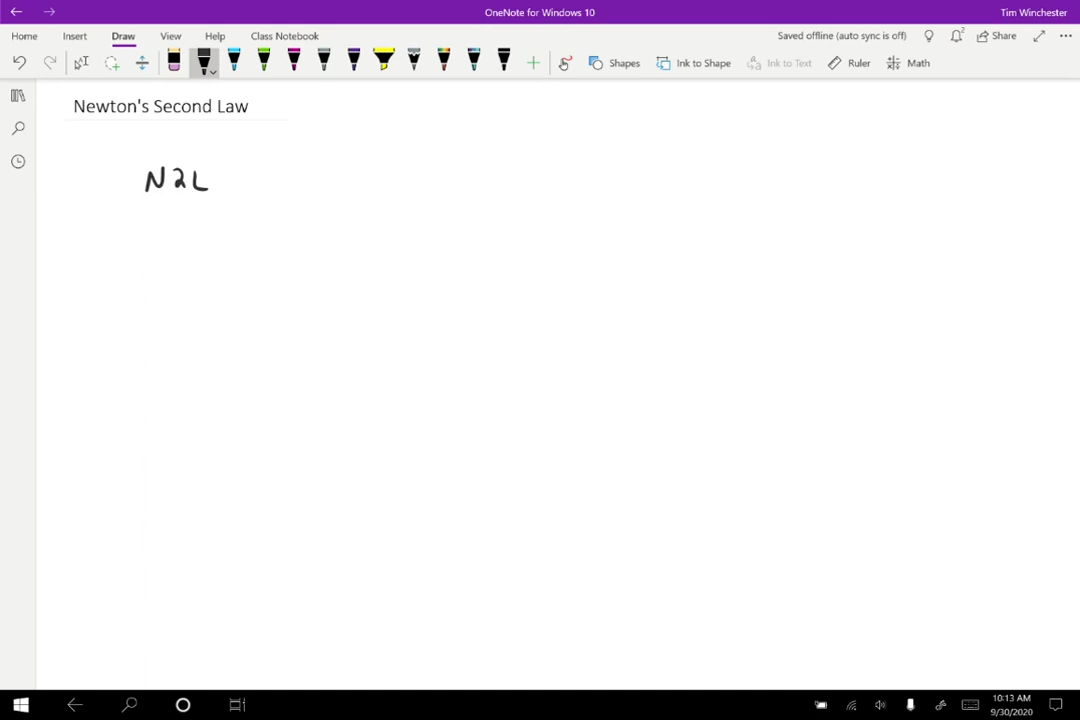 OneNote for Windows 10
Tim Winchester
Home Insert Draw View Help Class Notebook
Saved offline (auto sync is off) Share
Shapes Ink to Shape Ink to Text Ruler Math
Newton's Second Law
N2L
10:13 AM
9/30/2020